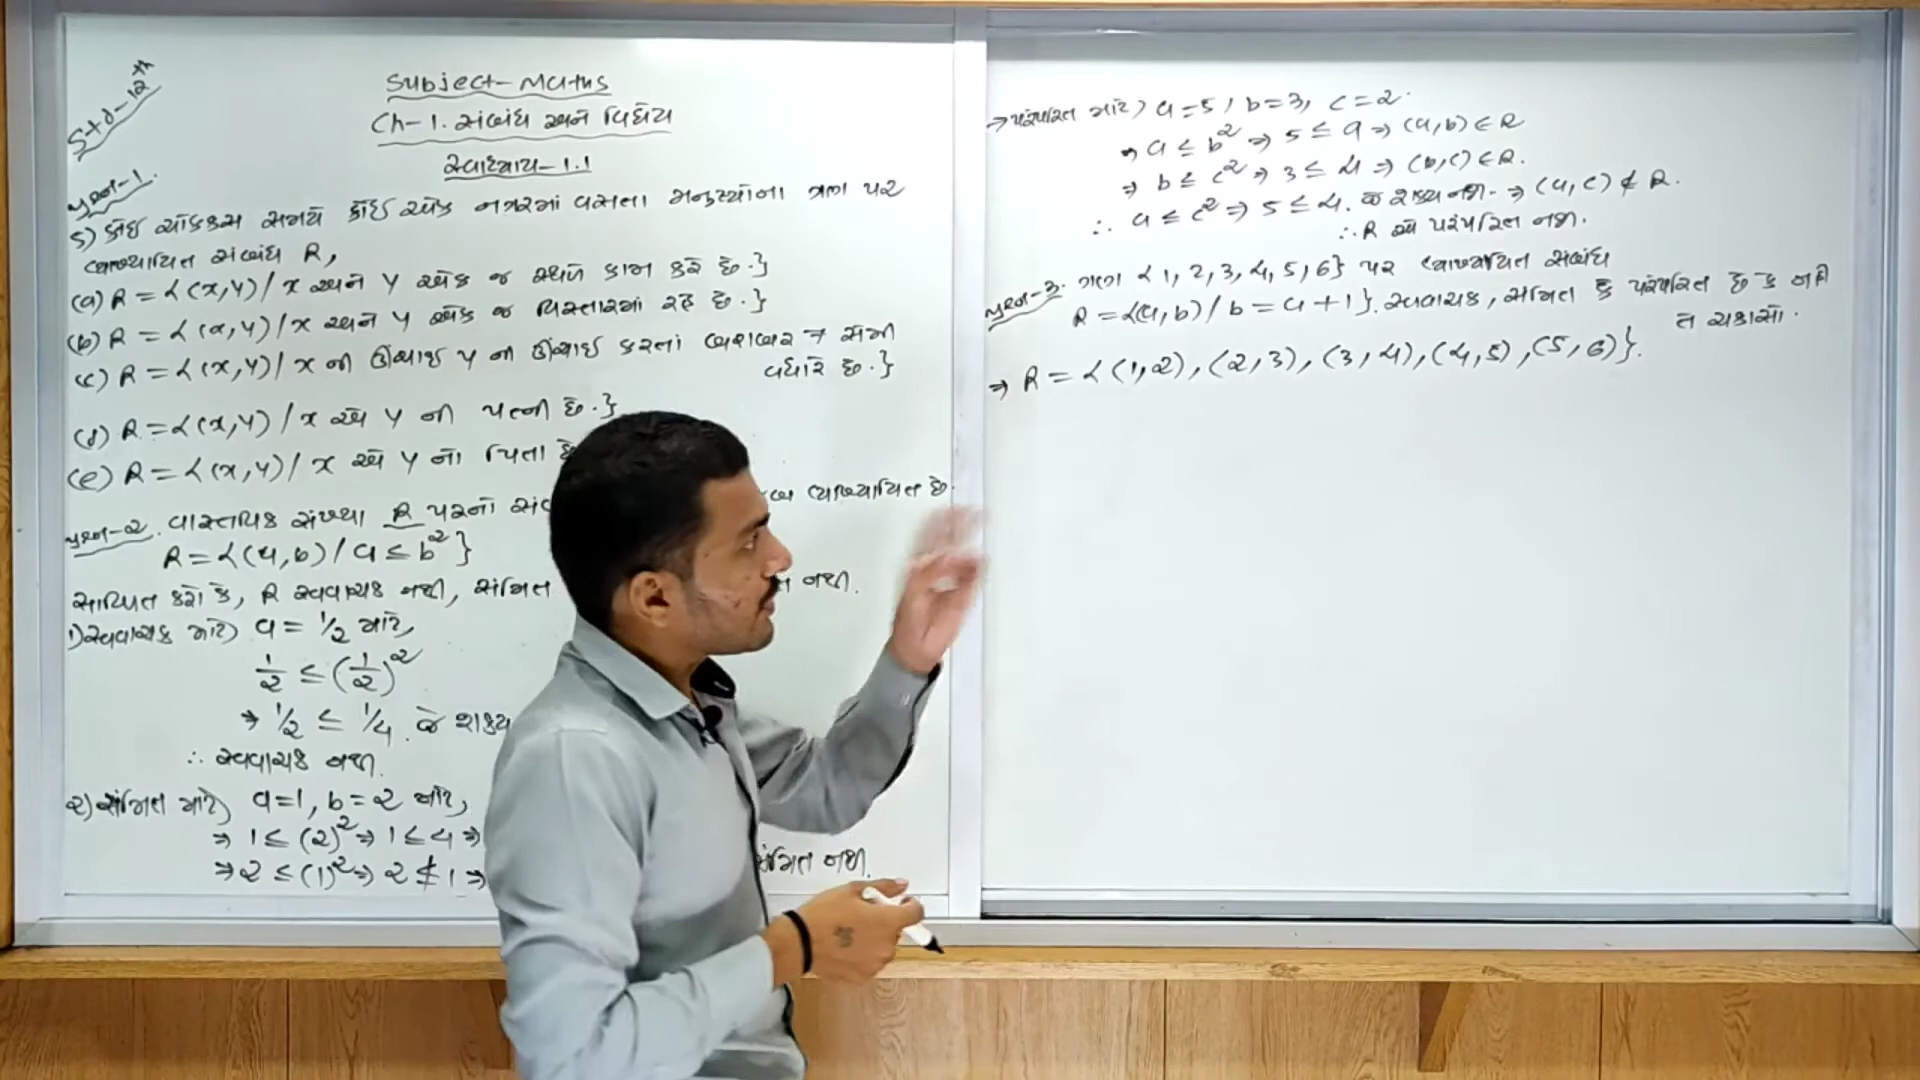 Std-12th
Subject-Maths
Ch-1. સંબંધ અને વિધેય
સ્વાધ્યાય-1.1
પ્રશ્ન-1.
5) કોઈ ચોક્કસ સમયે કોઈ એક નગરમાં વસતા મનુષ્યોના ગણ પર
વ્યાખ્યાયિત સંબંધ R,
(a) R = {(x,y) / x અને y એક જ સ્થળે કામ કરે છે.}
(b) R = {(x,y) / x અને y એક જ વિસ્તારમાં રહે છે.}
(c) R = {(x,y) / x ની ઊંચાઈ y ની ઊંચાઈ કરતાં બરાબર 7 સેમી
વધારે છે.}
(d) R = {(x,y) / x એ y ની પત્ની છે.}
(e) R = {(x,y) / x એ y ના પિતા છે
પ્રશ્ન-2. વાસ્તવિક સંખ્યા R પરનો વ્યાખ્યાયિત છે.
R = {(a,b) / a ≤ b²}
સાબિત કરો કે, R સ્વવાચક નથી, સંમિત નથી.
1) સ્વવાચક માટે) a = 1/2 માટે,
1/2 ≤ (1/2)²
⇒ 1/2 ≤ 1/4. જે શક્ય
∴ સ્વવાચક નથી.
2) સંમિત માટે) a=1, b=2 માટે,
⇒ 1 ≤ (2)² ⇒ 1 ≤ 4 ⇒
⇒ 2 ≤ (1)² ⇒ 2 ≰ 1 ⇒ સંમિત નથી.
→ પરંપરિત માટે) a=5, b=3, c=2.
⇒ a ≤ b² ⇒ 5 ≤ 9 ⇒ (a,b) ∈ R
⇒ b ≤ c² ⇒ 3 ≤ 4 ⇒ (b,c) ∈ R.
∴ a ≤ c² ⇒ 5 ≤ 4. જે શક્ય નથી. ⇒ (a,c) ∉ R.
∴ R એ પરંપરિત નથી.
પ્રશ્ન-3. ગણ {1, 2, 3, 4, 5, 6} પર વ્યાખ્યાયિત સંબંધ
R = {(a,b) / b = a+1}. સ્વવાચક, સંમિત કે પરંપરિત છે કે નહી
તે ચકાસો.
⇒ R = {(1,2), (2,3), (3,4), (4,5), (5,6)}.